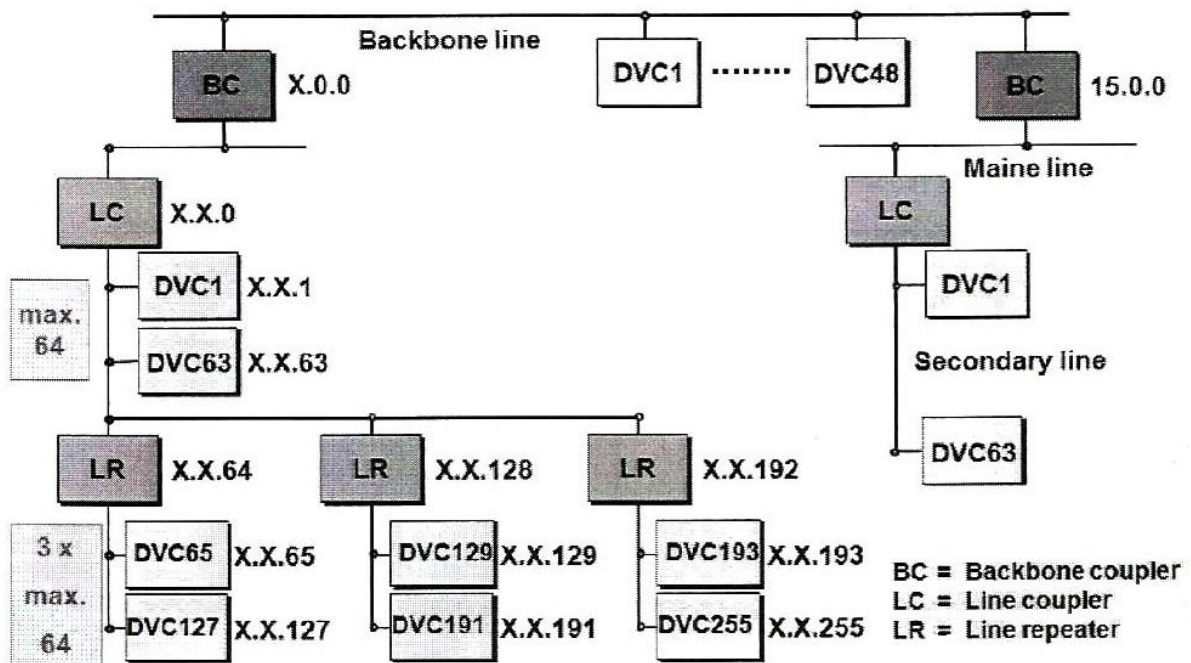 Backbone line
BC X.0.0
DVC1 ........ DVC48
BC 15.0.0
Maine line
LC X.X.0
LC
DVC1 X.X.1
DVC1
max.
64
DVC63 X.X.63
Secondary line
DVC63
LR X.X.64
LR X.X.128
LR X.X.192
3 x
max.
64
DVC65 X.X.65
DVC129 X.X.129
DVC193 X.X.193
DVC127 X.X.127
DVC191 X.X.191
DVC255 X.X.255
BC = Backbone coupler
LC = Line coupler
LR = Line repeater